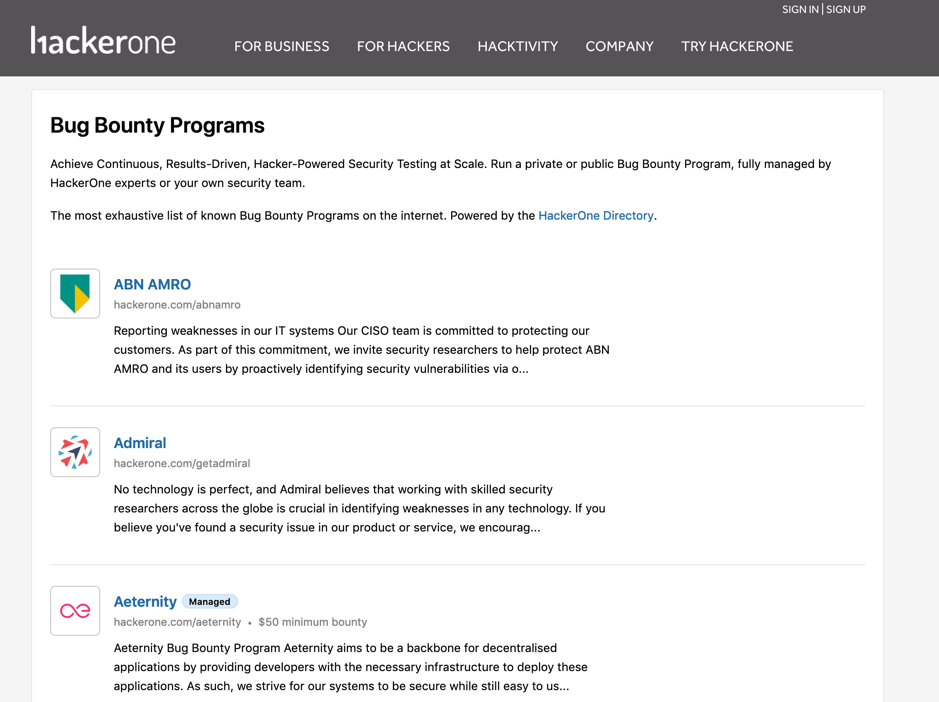 SIGN IN | SIGN UP
hackerone
FOR BUSINESS FOR HACKERS HACKTIVITY COMPANY TRY HACKERONE
Bug Bounty Programs
Achieve Continuous, Results-Driven, Hacker-Powered Security Testing at Scale. Run a private or public Bug Bounty Program, fully managed by
HackerOne experts or your own security team.
The most exhaustive list of known Bug Bounty Programs on the internet. Powered by the HackerOne Directory.
ABN AMRO
hackerone.com/abnamro
Reporting weaknesses in our IT systems Our CISO team is committed to protecting our
customers. As part of this commitment, we invite security researchers to help protect ABN
AMRO and its users by proactively identifying security vulnerabilities via o...
Admiral
hackerone.com/getadmiral
No technology is perfect, and Admiral believes that working with skilled security
researchers across the globe is crucial in identifying weaknesses in any technology. If you
believe you've found a security issue in our product or service, we encourag...
Aeternity Managed
hackerone.com/aeternity • $50 minimum bounty
Aeternity Bug Bounty Program Aeternity aims to be a backbone for decentralised
applications by providing developers with the necessary infrastructure to deploy these
applications. As such, we strive for our systems to be secure while still easy to us...